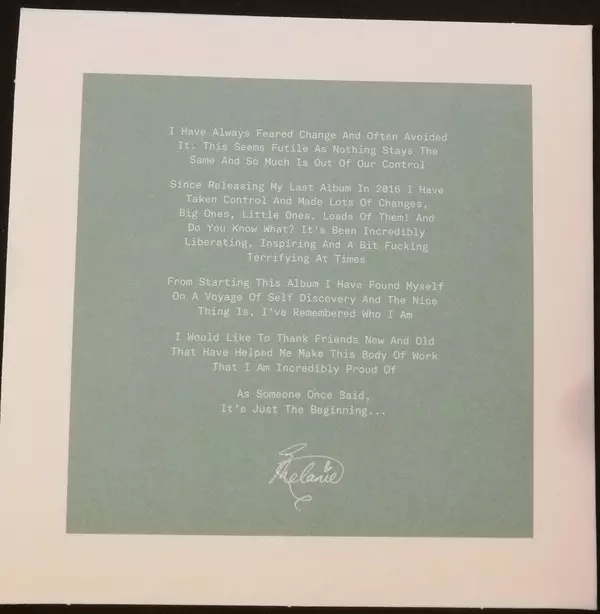 I Have Always Feared Change And Often Avoided
It. This Seems Futile As Nothing Stays The
Same And So Much Is Out Of Our Control
Since Releasing My Last Album In 2016 I Have
Taken Control And Made Lots Of Changes,
Big Ones, Little Ones, Loads Of Them! And
Do You Know What? It's Been Incredibly
Liberating, Inspiring And A Bit Fucking
Terrifying At Times
From Starting This Album I Have Found Myself
On A Voyage Of Self Discovery And The Nice
Thing Is, I've Remembered Who I Am
I Would Like To Thank Friends New And Old
That Have Helped Me Make This Body Of Work
That I Am Incredibly Proud Of
As Someone Once Said,
It's Just The Beginning...
Melanie